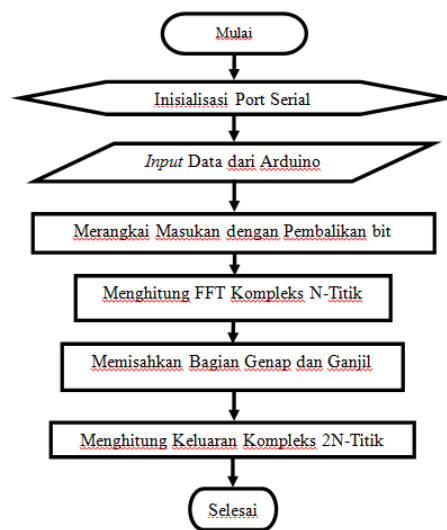 Mulai
Inisialisasi Port Serial
Input Data dari Arduino
Merangkai Masukan dengan Pembalikan bit
Menghitung FFT Kompleks N-Titik
Memisahkan Bagian Genap dan Ganjil
Menghitung Keluaran Kompleks 2N-Titik
Selesai